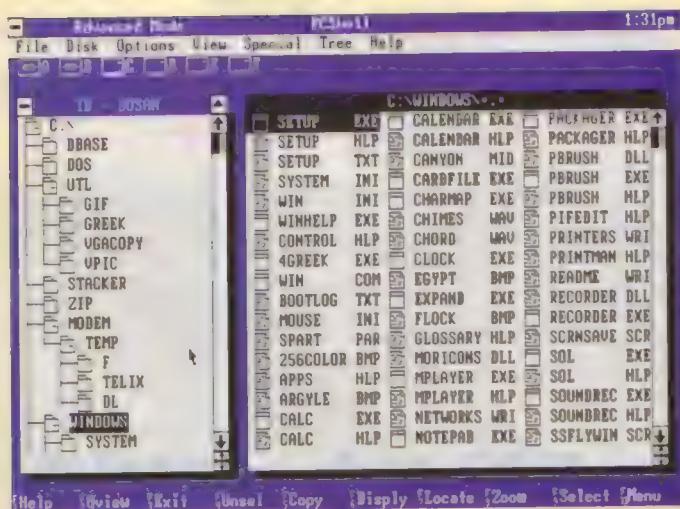 Advanced Mode PCShell 1:31pm
File Disk Options View Special Tree Help
ID - DOSAM
C:\
DBASE
DOS
UTL
GIF
GREEK
VGACOPY
VPIC
STACKER
ZIP
MODEM
TEMP
F
TELIX
DL
WINDOWS
SYSTEM
C:\WINDOWS\*.*
SETUP EXE CALENDAR EXE PACKAGER EXE
SETUP HLP CALENDAR HLP PACKAGER HLP
SETUP TXT CANYON MID PBRUSH DLL
SYSTEM INI CARDFILE EXE PBRUSH EXE
WIN INI CHARMAP EXE PBRUSH HLP
WINHELP EXE CHIMES WAV PIFEDIT HLP
CONTROL HLP CHORD WAV PRINTERS WRI
4GREEK EXE CLOCK EXE PRINTMAN HLP
WIN COM EGYPT BMP README WRI
BOOTLOG TXT EXPAND EXE RECORDER DLL
MOUSE INI FLOCK BMP RECORDER EXE
SPART PAR GLOSSARY HLP SCRNSAVE SCR
256COLOR BMP MORICONS DLL SOL EXE
APPS HLP MPLAYER EXE SOL HLP
ARGYLE BMP MPLAYER HLP SOUNDREC EXE
CALC EXE NETWORKS WRI SOUNDREC HLP
CALC HLP NOTEPAD EXE SSFLYWIN SCR
Help Qview Exit Unsel Copy Disply Locate Zoom Select Menu